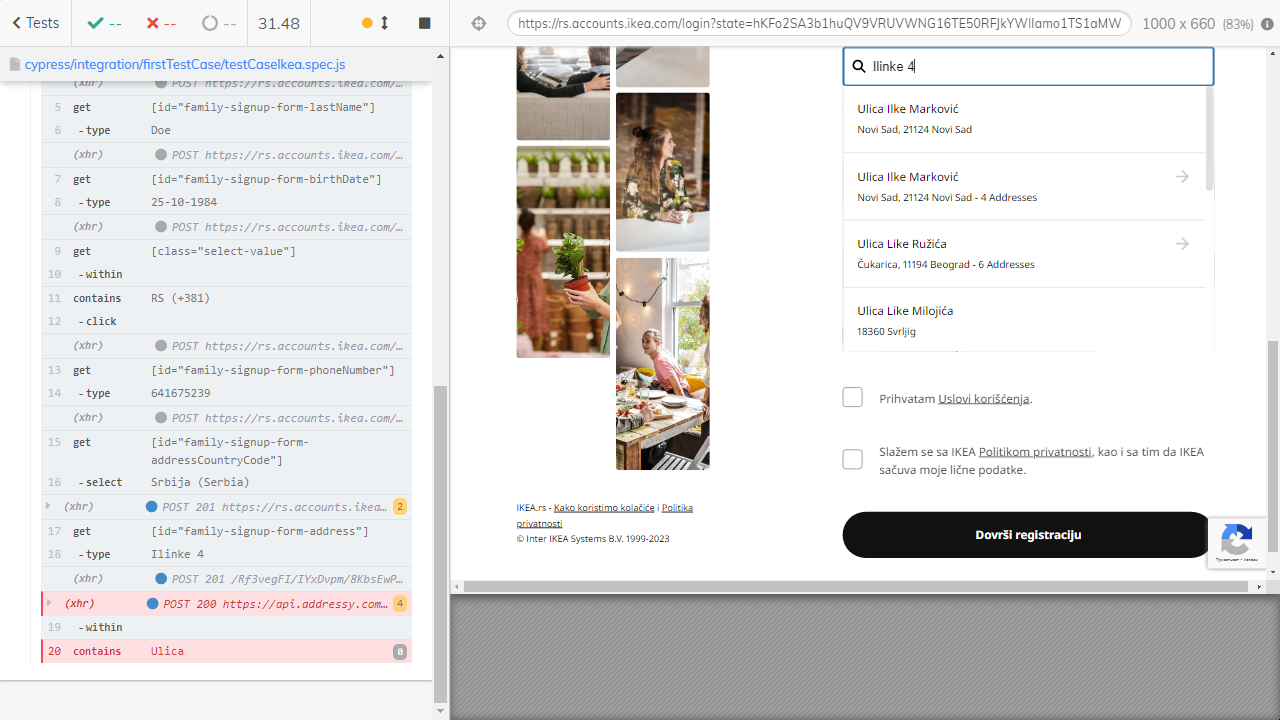 Tests
--
--
--
31.48
https://rs.accounts.ikea.com/login?state=hKFo2SA3b1huQV9VRUVWNG16TE50RFJkYWIIamo1TS1aMW
1000 x 660 (83%)
cypress/integration/firstTestCase/testCaseIkea.spec.js
(xhr) POST https://rs.accounts.ikea.com/…
5 get [id="family-signup-form-lastName"]
6 -type Doe
(xhr) POST https://rs.accounts.ikea.com/…
7 get [id="family-signup-form-birthDate"]
8 -type 25-10-1984
(xhr) POST https://rs.accounts.ikea.com/…
9 get [class="select-value"]
10 -within
11 contains RS (+381)
12 -click
(xhr) POST https://rs.accounts.ikea.com/…
13 get [id="family-signup-form-phoneNumber"]
14 -type 641675239
(xhr) POST https://rs.accounts.ikea.com/…
15 get [id="family-signup-form-
addressCountryCode"]
16 -select Srbija (Serbia)
(xhr) POST 201 https://rs.accounts.ikea… 2
17 get [id="family-signup-form-address"]
18 -type Ilinke 4
(xhr) POST 201 /Rf3vegFI/IYxDvpm/8KbsEwP…
(xhr) POST 200 https://api.addressy.com… 4
19 -within
20 contains Ulica 0
Ilinke 4
Ulica Ilke Marković
Novi Sad, 21124 Novi Sad
Ulica Ilke Marković
Novi Sad, 21124 Novi Sad - 4 Addresses
Ulica Like Ružića
Čukarica, 11194 Beograd - 6 Addresses
Ulica Like Milojića
18360 Svrljig
Prihvatam Uslovi korišćenja.
Slažem se sa IKEA Politikom privatnosti, kao i sa tim da IKEA
sačuva moje lične podatke.
IKEA.rs - Kako koristimo kolačiće i Politika
privatnosti
© Inter IKEA Systems B.V. 1999-2023
Dovrši registraciju